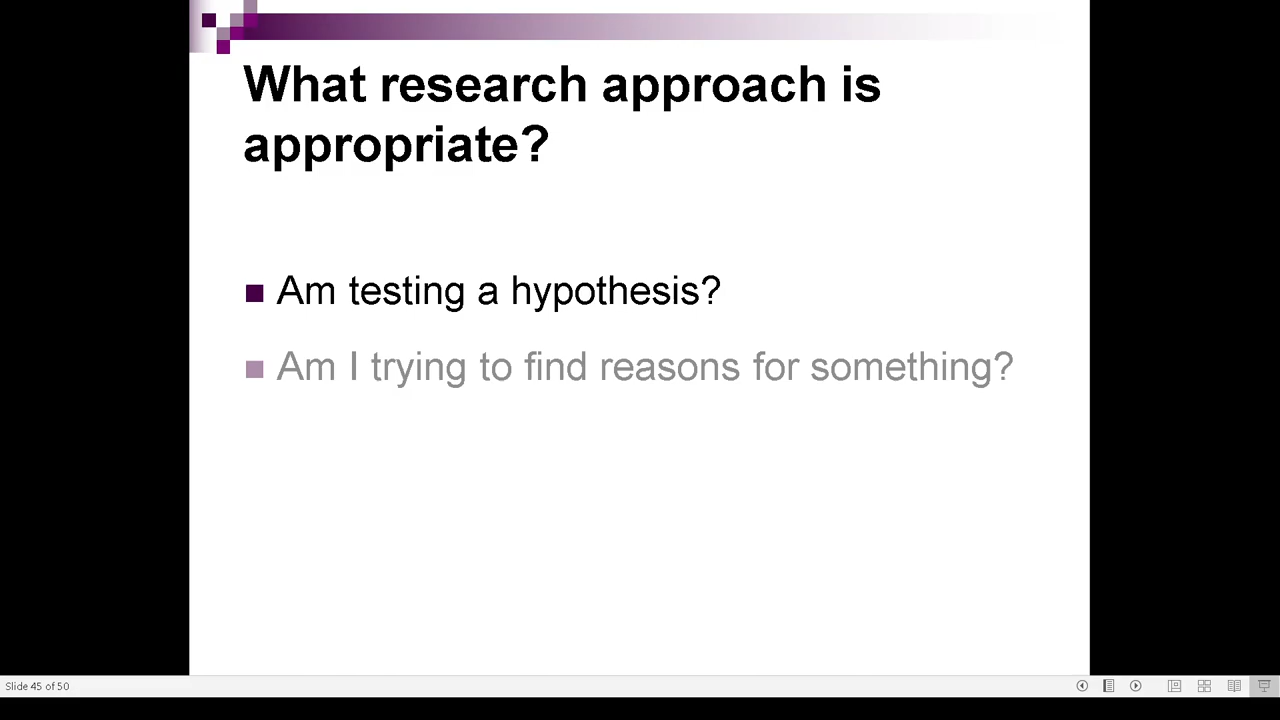 What research approach is
appropriate?
Am testing a hypothesis?
Am I trying to find reasons for something?
Slide 45 of 50